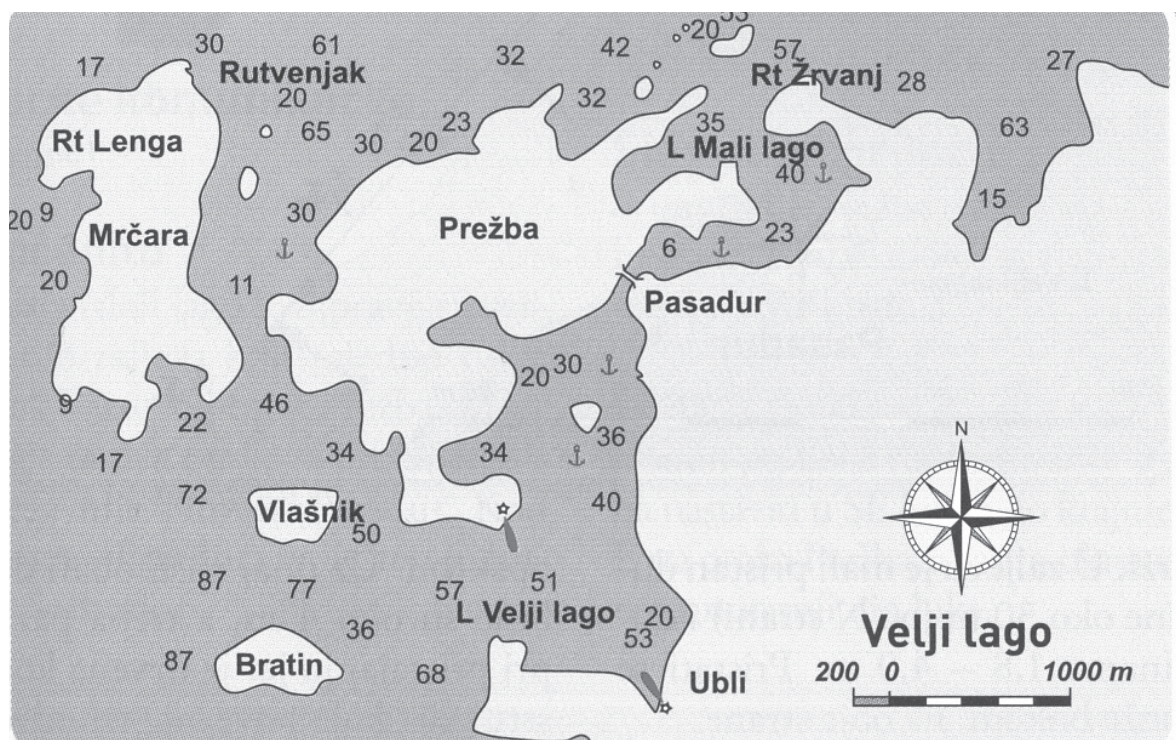 53
30 61 32 42 20
17 Rutvenjak 57 27
Rt Žrvanj 28
20 32
Rt Lenga 65 30 20 23 35 63
L Mali lago
40
20 9 30 15
Mrčara Prežba 6 23
20 11 Pasadur
20 30
9 22 46 36
17 34 34
N
72 40
Vlašnik
50
87 77 57 51
L Velji lago 20
36 53 Velji lago
87 Bratin 68 Ubli
200 0 1000 m